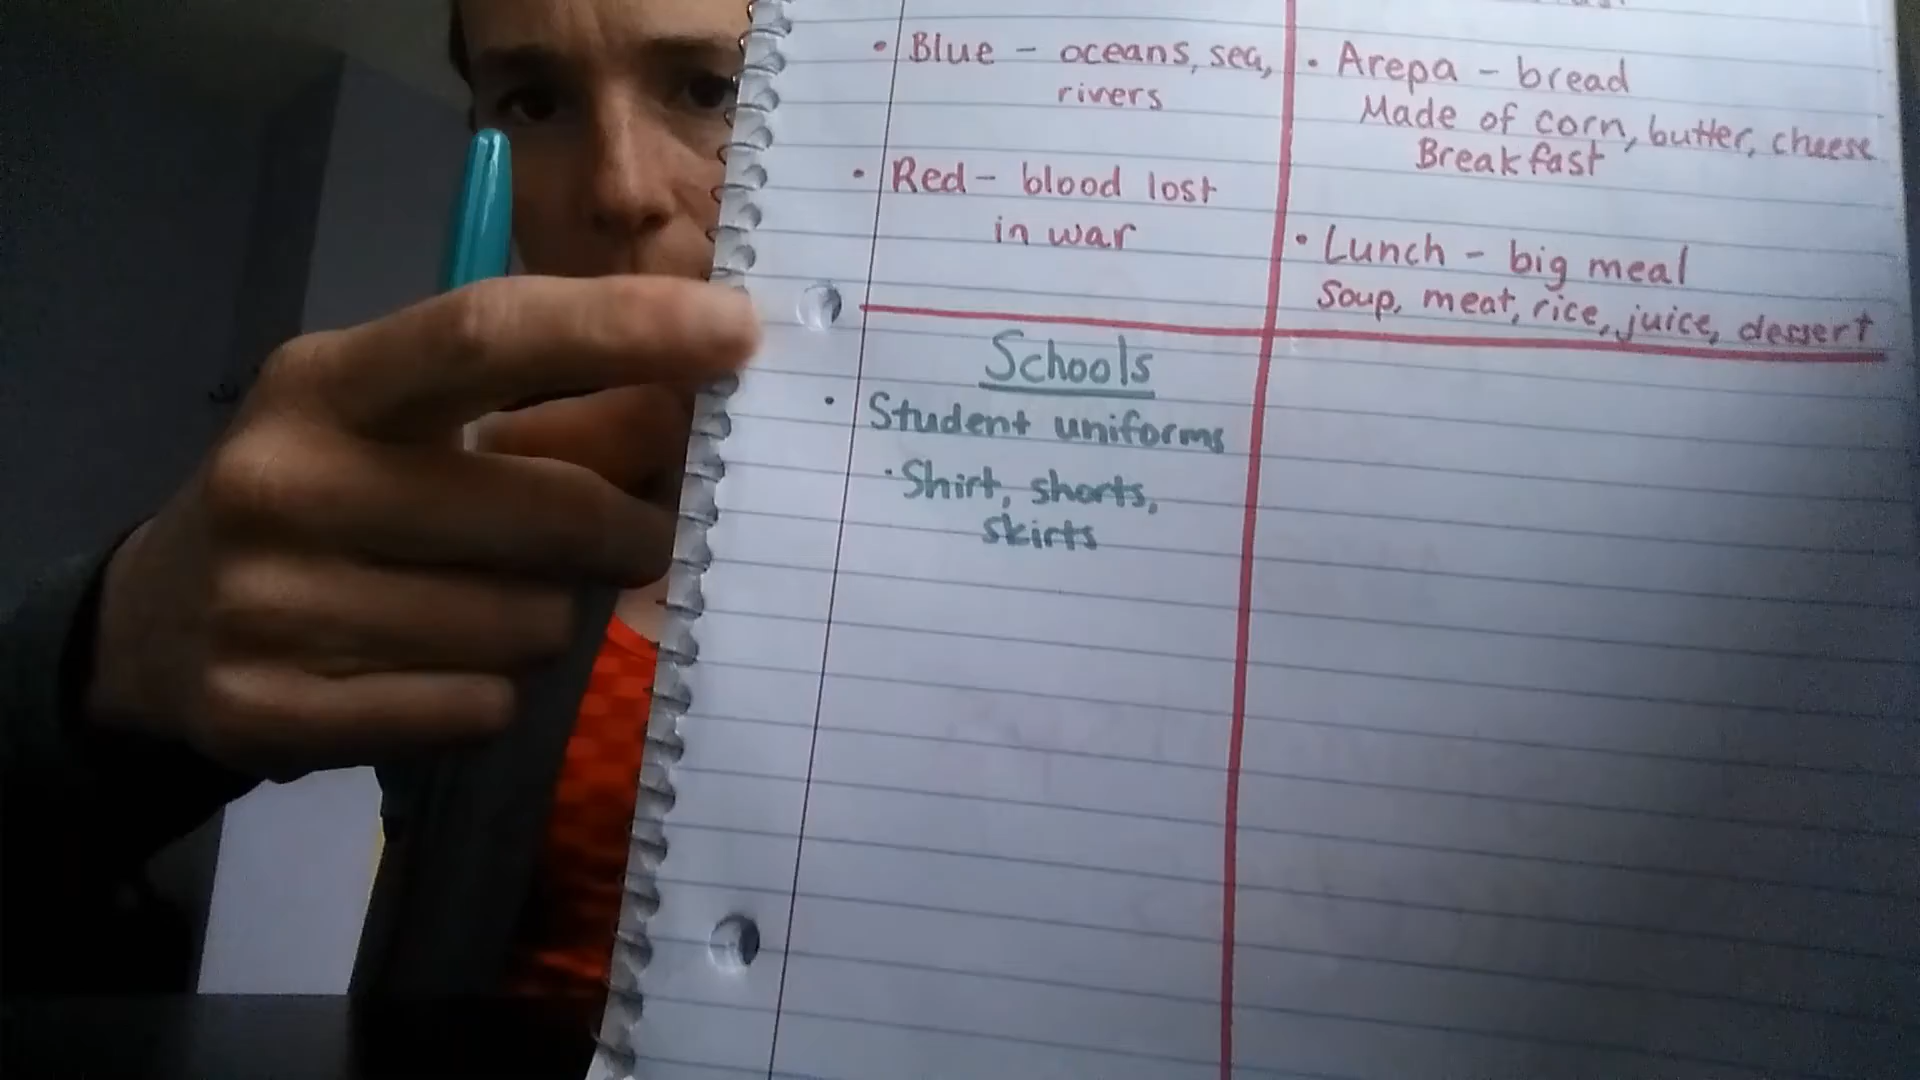 • Blue - oceans, sea,
rivers
• Red - blood lost
in war
• Arepa - bread
Made of corn, butter, cheese
Breakfast
• Lunch - big meal
Soup, meat, rice, juice, dessert
Schools
• Student uniforms
• Shirt, shorts,
skirts